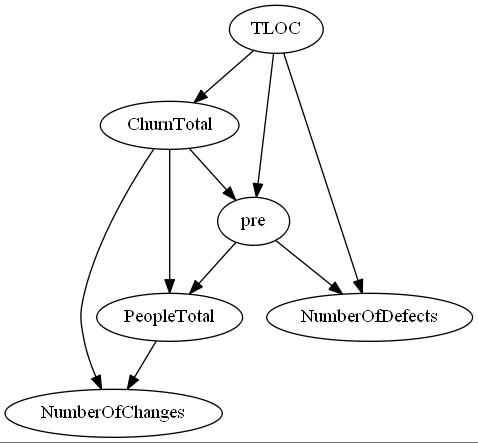 TLOC
ChurnTotal
pre
PeopleTotal
NumberOfDefects
NumberOfChanges